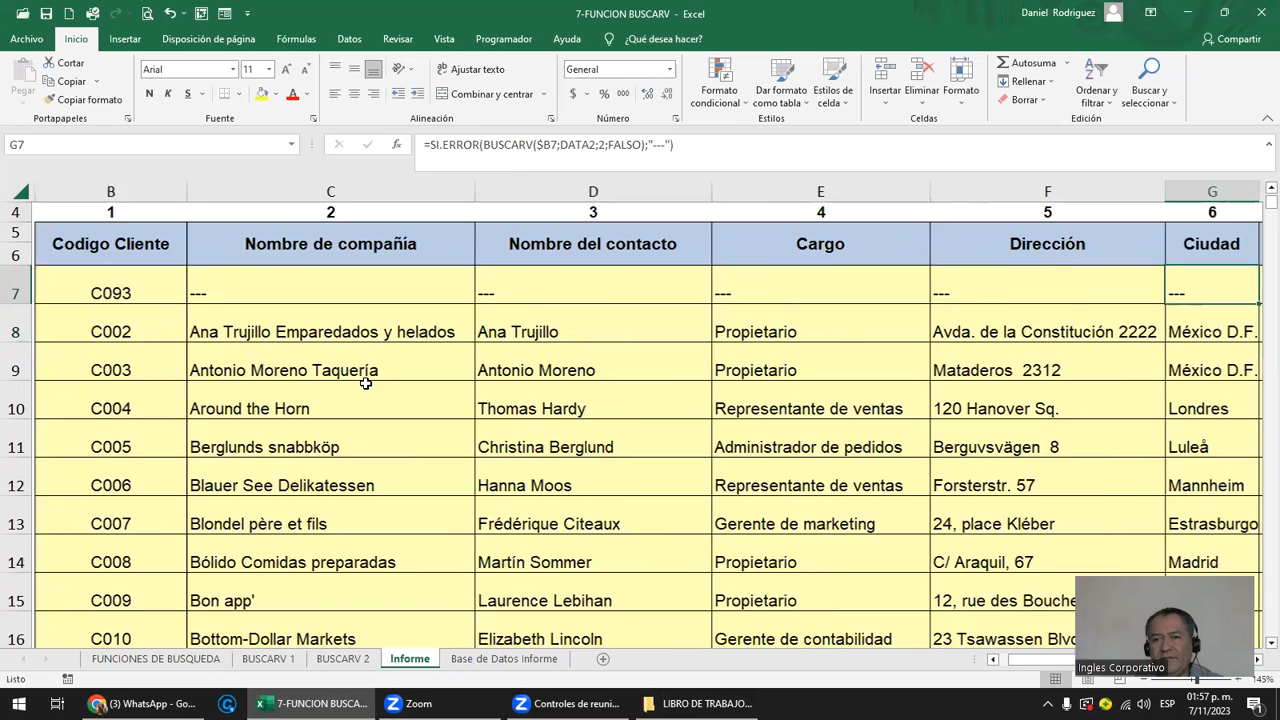 7-FUNCION BUSCARV - Excel
Daniel Rodriguez
Archivo Inicio Insertar Disposición de página Fórmulas Datos Revisar Vista Programador Ayuda ¿Qué desea hacer? Compartir
Pegar
Cortar
Copiar
Copiar formato
Portapapeles
Arial 11
N K S
Fuente
Ajustar texto
Combinar y centrar
Alineación
General
$ % 000
Número
Formato condicional
Dar formato como tabla
Estilos de celda
Estilos
Insertar Eliminar Formato
Celdas
Autosuma
Rellenar
Borrar
Ordenar y filtrar
Buscar y seleccionar
Edición
G7 fx =SI.ERROR(BUSCARV($B7;DATA2;2;FALSO);"---")
B C D E F G
4 1 2 3 4 5 6
5
6 Codigo Cliente Nombre de compañía Nombre del contacto Cargo Dirección Ciudad
7 C093 --- --- --- --- ---
8 C002 Ana Trujillo Emparedados y helados Ana Trujillo Propietario Avda. de la Constitución 2222 México D.F.
9 C003 Antonio Moreno Taquería Antonio Moreno Propietario Mataderos 2312 México D.F.
10 C004 Around the Horn Thomas Hardy Representante de ventas 120 Hanover Sq. Londres
11 C005 Berglunds snabbköp Christina Berglund Administrador de pedidos Berguvsvägen 8 Luleå
12 C006 Blauer See Delikatessen Hanna Moos Representante de ventas Forsterstr. 57 Mannheim
13 C007 Blondel père et fils Frédérique Citeaux Gerente de marketing 24, place Kléber Estrasburgo
14 C008 Bólido Comidas preparadas Martín Sommer Propietario C/ Araquil, 67 Madrid
15 C009 Bon app' Laurence Lebihan Propietario 12, rue des Bouche
16 C010 Bottom-Dollar Markets Elizabeth Lincoln Gerente de contabilidad 23 Tsawassen Blv
Ingles Corporativo
FUNCIONES DE BUSQUEDA BUSCARV 1 BUSCARV 2 Informe Base de Datos Informe
Listo 145%
(3) WhatsApp - Go... 7-FUNCION BUSCA... Zoom Controles de reuni... LIBRO DE TRABAJO... ESP 01:57 p. m.
7/11/2023